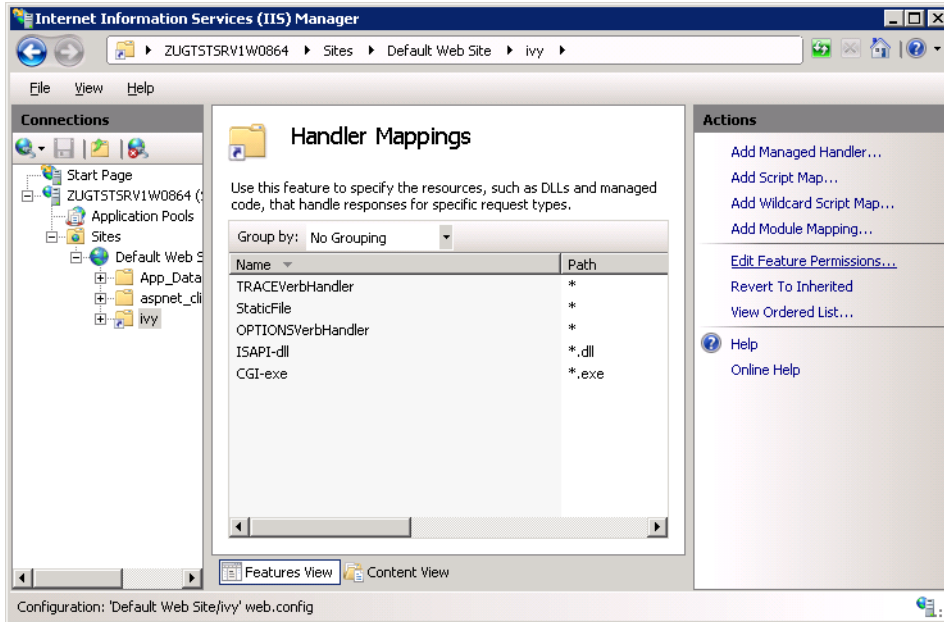 Internet Information Services (IIS) Manager
ZUGTSTSRV1W0864 Sites Default Web Site ivy
File View Help
Connections
Start Page
ZUGTSTSRV1W0864 (
Application Pools
Sites
Default Web S
App_Data
aspnet_cli
ivy
Handler Mappings
Use this feature to specify the resources, such as DLLs and managed
code, that handle responses for specific request types.
Group by: No Grouping
Name Path
TRACEVerbHandler *
StaticFile *
OPTIONSVerbHandler *
ISAPI-dll *.dll
CGI-exe *.exe
Features View Content View
Actions
Add Managed Handler...
Add Script Map...
Add Wildcard Script Map...
Add Module Mapping...
Edit Feature Permissions...
Revert To Inherited
View Ordered List...
Help
Online Help
Configuration: 'Default Web Site/ivy' web.config